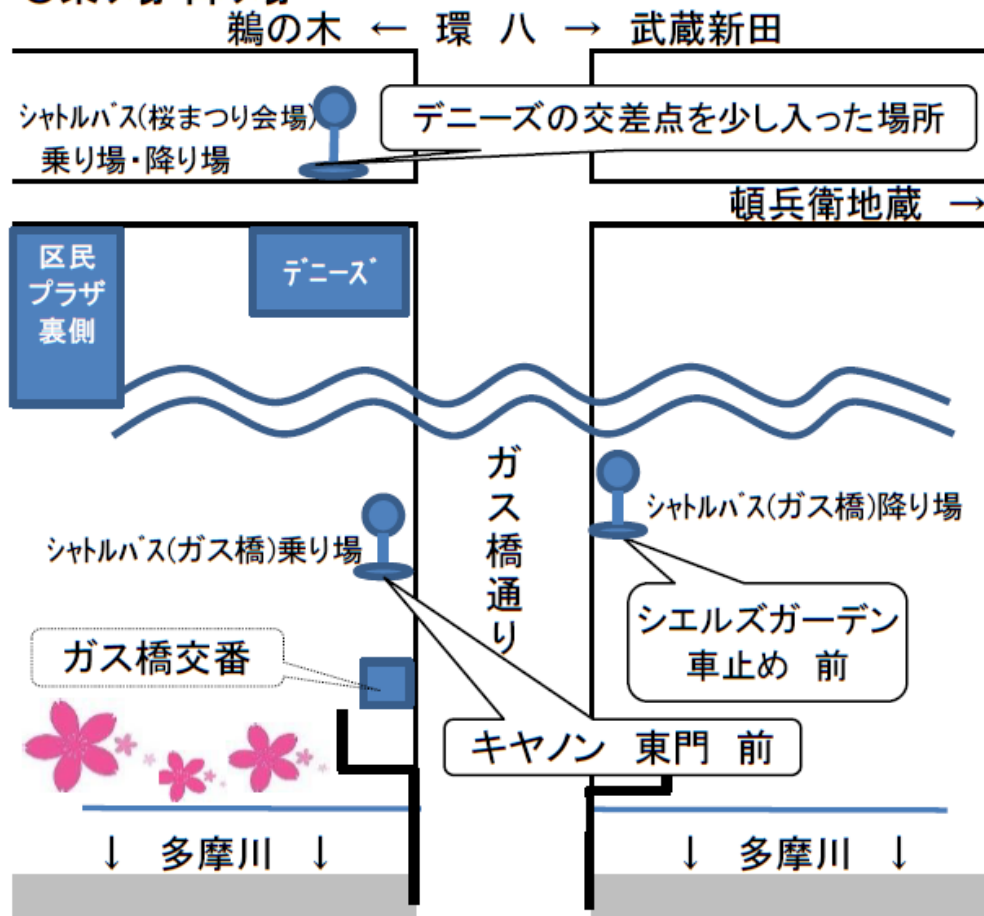 鵜の木 ← 環 八 → 武蔵新田
シャトルバス(桜まつり会場)
乗り場・降り場
デニーズの交差点を少し入った場所
頓兵衛地蔵 →
区民
プラザ
裏側
デニーズ
ガス橋通り
シャトルバス(ガス橋)降り場
シャトルバス(ガス橋)乗り場
シエルズガーデン
車止め 前
ガス橋交番
キヤノン 東門 前
↓ 多摩川 ↓
↓ 多摩川 ↓